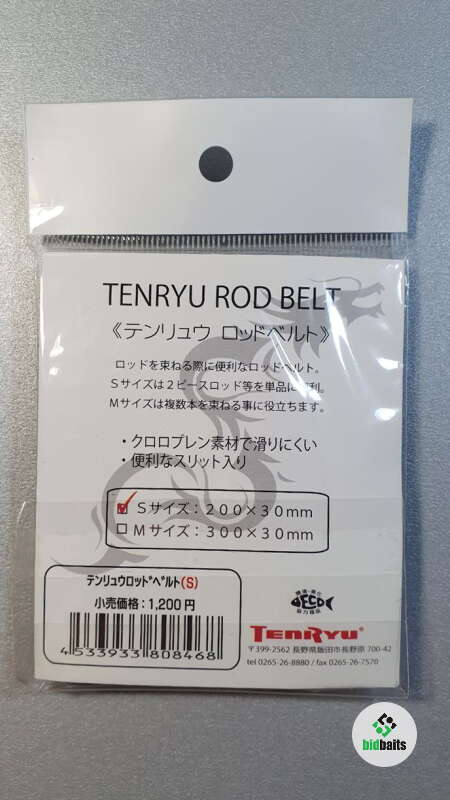 TENRYU ROD BELT
《テンリュウ ロッドベルト》
ロッドを束ねる際に便利なロッドベルト。
Sサイズは2ピースロッド等を単品に便利。
Mサイズは複数本を束ねる事に役立ちます。
・クロロプレン素材で滑りにくい
・便利なスリット入り
Sサイズ：200×30mm
Mサイズ：300×30mm
テンリュウロッドベルト(S)
小売価格：1,200円
4533933808468
ECO
TENRYU®
〒399-2562 長野県飯田市長野原 700-42
tel 0265-26-8880 / fax 0265-26-7570
bidbaits